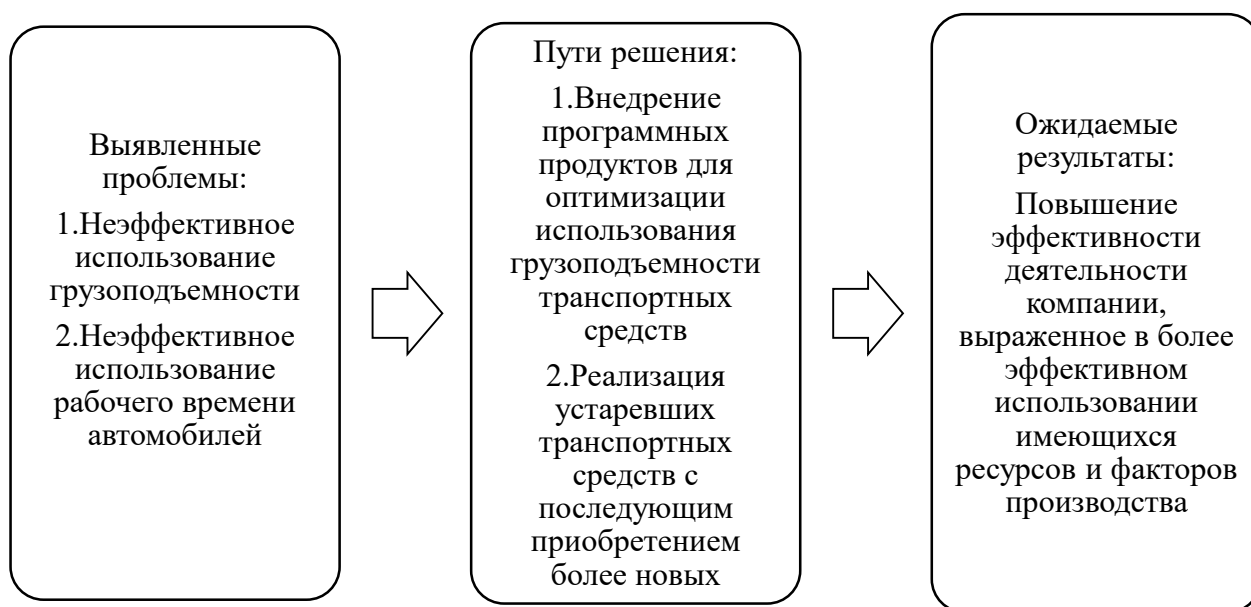 Выявленные
проблемы:
1.Неэффективное
использование
грузоподъемности
2.Неэффективное
использование
рабочего времени
автомобилей
Пути решения:
1.Внедрение
программных
продуктов для
оптимизации
использования
грузоподъемности
транспортных
средств
2.Реализация
устаревших
транспортных
средств с
последующим
приобретением
более новых
Ожидаемые
результаты:
Повышение
эффективности
деятельности
компании,
выраженное в более
эффективном
использовании
имеющихся
ресурсов и факторов
производства